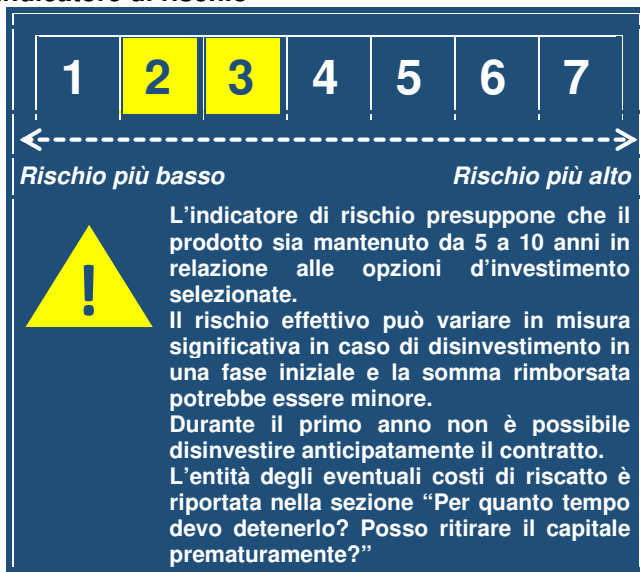 Indicatore di rischio
1 2 3 4 5 6 7
Rischio più basso Rischio più alto
!
L'indicatore di rischio presuppone che il
prodotto sia mantenuto da 5 a 10 anni in
relazione alle opzioni d'investimento
selezionate.
Il rischio effettivo può variare in misura
significativa in caso di disinvestimento in
una fase iniziale e la somma rimborsata
potrebbe essere minore.
Durante il primo anno non è possibile
disinvestire anticipatamente il contratto.
L'entità degli eventuali costi di riscatto è
riportata nella sezione “Per quanto tempo
devo detenerlo? Posso ritirare il capitale
prematuramente?”